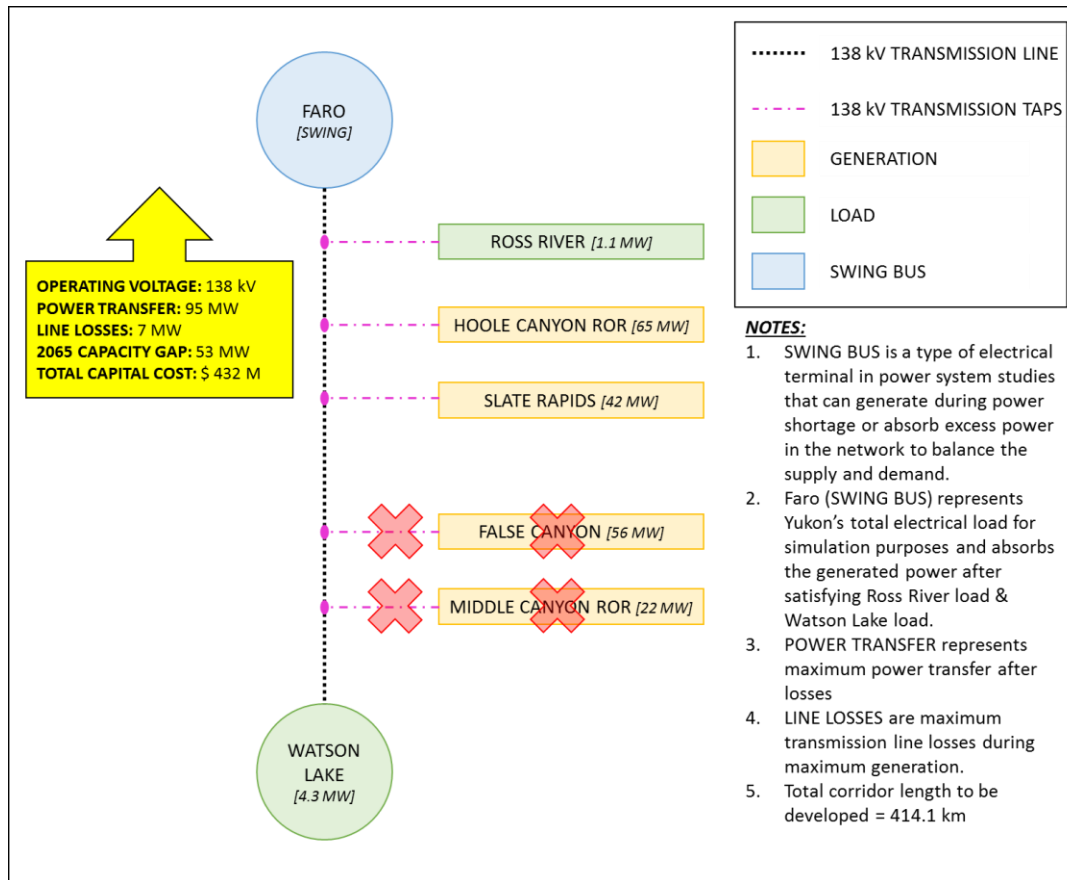 FARO
[SWING]
OPERATING VOLTAGE: 138 kV
POWER TRANSFER: 95 MW
LINE LOSSES: 7 MW
2065 CAPACITY GAP: 53 MW
TOTAL CAPITAL COST: $ 432 M
ROSS RIVER [1.1 MW]
HOOLE CANYON ROR [65 MW]
SLATE RAPIDS [42 MW]
FALSE CANYON [56 MW]
MIDDLE CANYON ROR [22 MW]
WATSON
LAKE
[4.3 MW]
138 kV TRANSMISSION LINE
138 kV TRANSMISSION TAPS
GENERATION
LOAD
SWING BUS
NOTES:
1. SWING BUS is a type of electrical
terminal in power system studies
that can generate during power
shortage or absorb excess power
in the network to balance the
supply and demand.
2. Faro (SWING BUS) represents
Yukon’s total electrical load for
simulation purposes and absorbs
the generated power after
satisfying Ross River load &
Watson Lake load.
3. POWER TRANSFER represents
maximum power transfer after
losses
4. LINE LOSSES are maximum
transmission line losses during
maximum generation.
5. Total corridor length to be
developed = 414.1 km